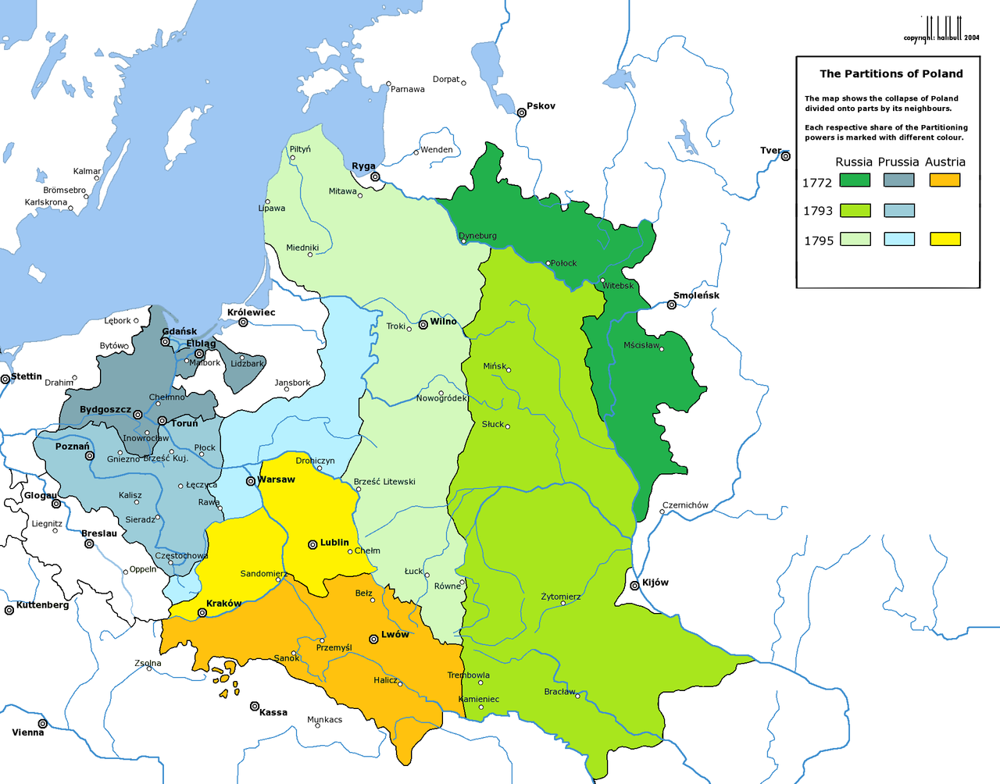 copyright: halibutt 2004
The Partitions of Poland
The map shows the collapse of Poland
divided onto parts by its neighbours.
Each respective share of the Partitioning
powers is marked with different colour.
Russia Prussia Austria
1772
1793
1795
Dorpat
Parnawa
Pskov
Tver
Piltyń
Wenden
Ryga
Kalmar
Mitawa
Brömsebro
Karlskrona
Lipawa
Dyneburg
Miedniki
Połock
Witebsk
Smoleńsk
Królewiec
Lębork
Wilno
Troki
Gdańsk
Elbląg
Bytów
Mścisław
Malbork
Lidzbark
Mińsk
Stettin
Drahim
Jansbork
Chełmno
Nowogródek
Bydgoszcz
Toruń
Słuck
Inowrocław
Poznań
Płock
Gniezno
Brześć Kuj.
Drohiczyn
Warsaw
Brześć Litewski
Łęczyca
Glogau
Kalisz
Rawa
Czernichów
Sieradz
Liegnitz
Breslau
Lublin
Chełm
Częstochowa
Oppeln
Łuck
Sandomierz
Kijów
Równe
Bełz
Żytomierz
Kuttenberg
Kraków
Lwów
Przemyśl
Sanok
Zsolna
Trembowla
Halicz
Bracław
Kamieniec
Kassa
Munkacs
Vienna